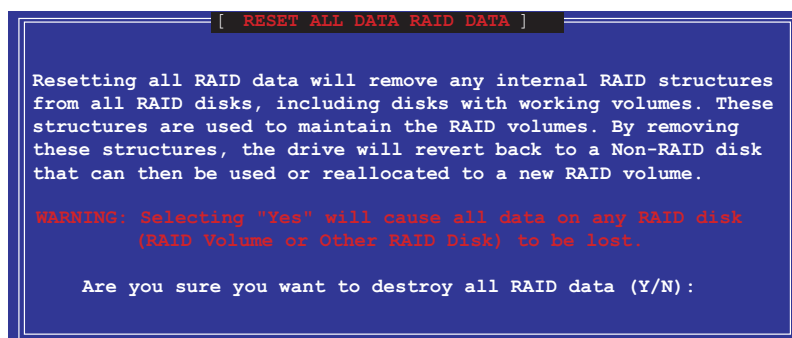 [ RESET ALL DATA RAID DATA ]
Resetting all RAID data will remove any internal RAID structures
from all RAID disks, including disks with working volumes. These
structures are used to maintain the RAID volumes. By removing
these structures, the drive will revert back to a Non-RAID disk
that can then be used or reallocated to a new RAID volume.
WARNING: Selecting "Yes" will cause all data on any RAID disk
(RAID Volume or Other RAID Disk) to be lost.
Are you sure you want to destroy all RAID data (Y/N):